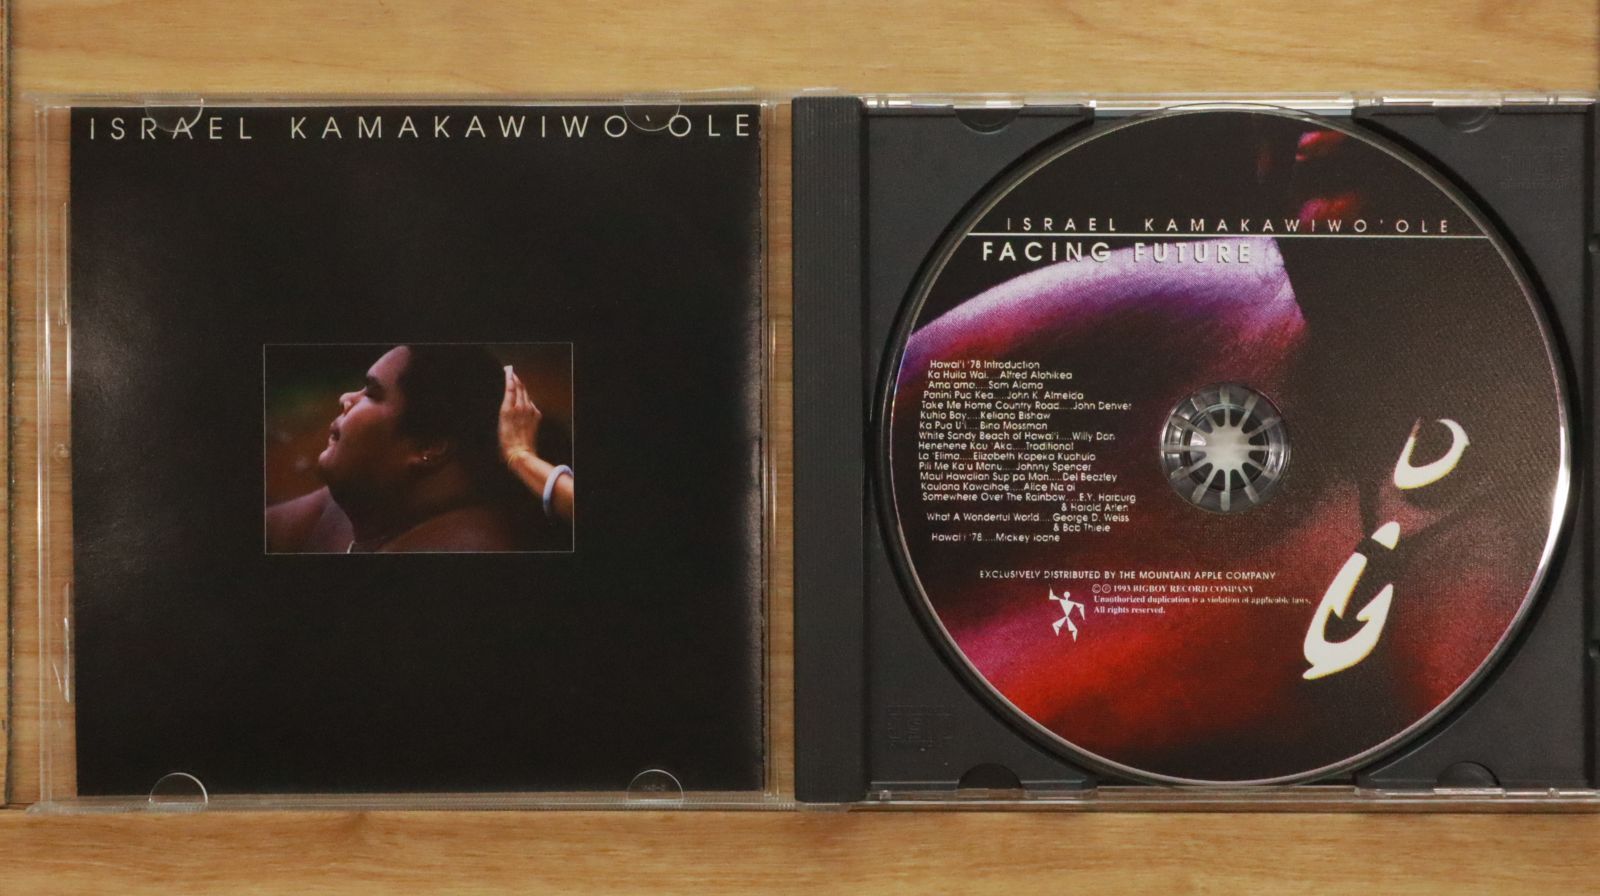 ISRAEL KAMAKAWIWO'OLE
ISRAEL KAMAKAWIWO'OLE
FACING FUTURE
Hawai'i '78 Introduction
Ka Huila Wai....Alfred Alohikea
'Ama'ama.....Sam Alama
Panini Pua Kea.....John K. Almeida
Take Me Home Country Road....John Denver
Kuhio Bay.....Keliana Bishaw
Ka Pua U'i....Bina Mossman
White Sandy Beach of Hawai'i.....Willy Dan
Henehene Kou 'Aka....Traditional
La 'Elima.....Elizabeth Kapeka Kuahuia
Pili Me Ka'u Manu.....Johnny Spencer
Maui Hawaiian Sup'pa Man.....Del Beazley
Kaulana Kawaihae.....Alice Na'ai
Somewhere Over The Rainbow.....E.Y. Harburg
& Harold Arlen
What A Wonderful World....George D. Weiss
& Bob Thiele
Hawai'i '78.....Mickey Ioane
EXCLUSIVELY DISTRIBUTED BY THE MOUNTAIN APPLE COMPANY
©℗ 1993 BIGBOY RECORD COMPANY
Unauthorized duplication is a violation of applicable laws.
All rights reserved.